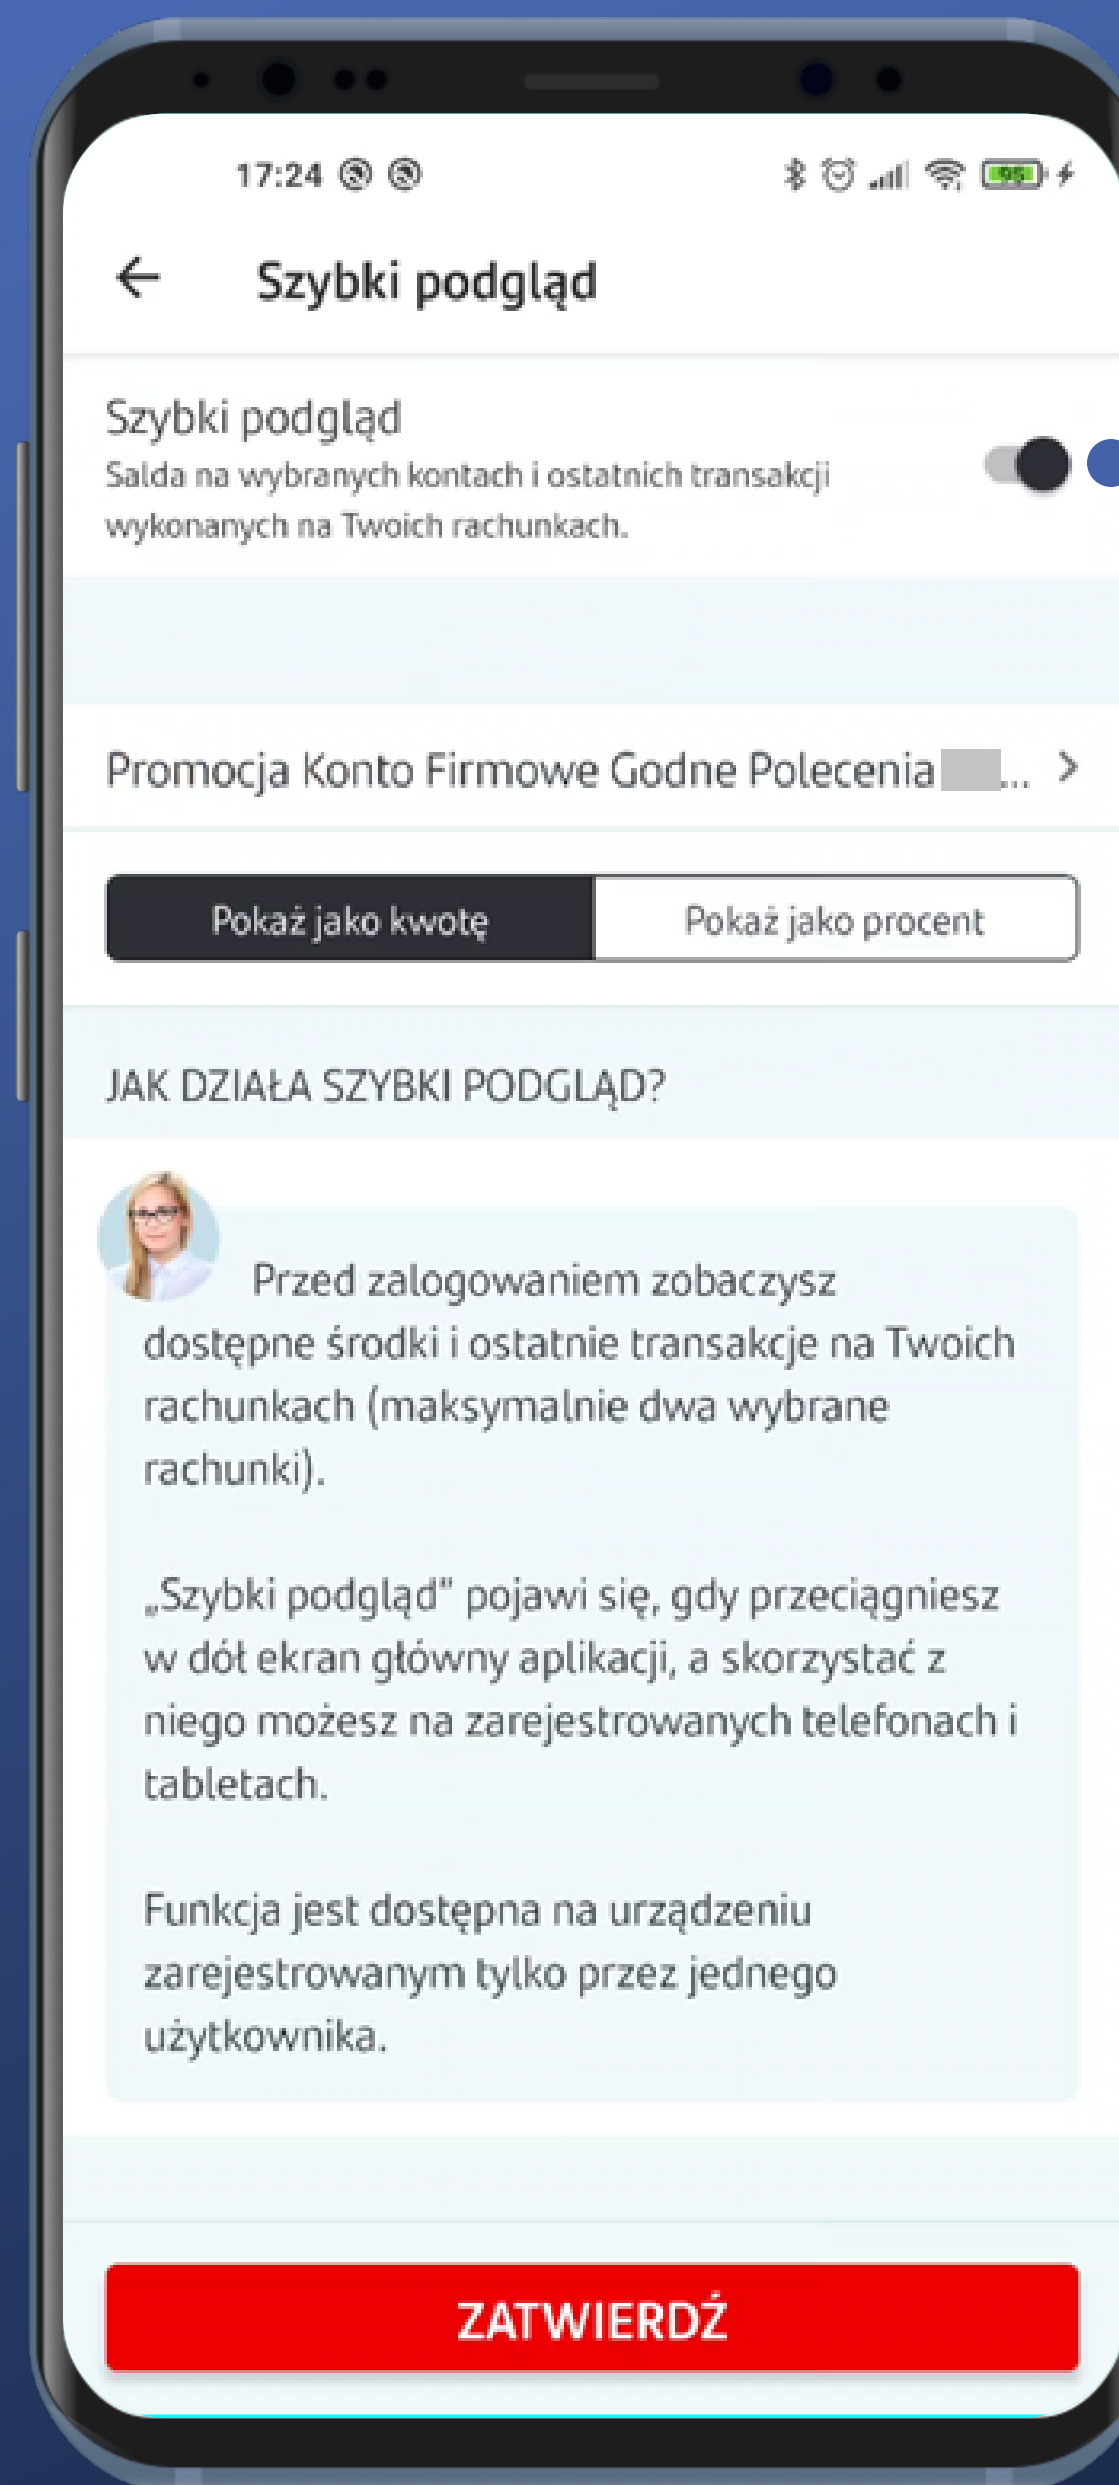 17:24
95
Szybki podgląd
Szybki podgląd
Salda na wybranych kontach i ostatnich transakcji
wykonanych na Twoich rachunkach.
Promocja Konto Firmowe Godne Polecenia ...
Pokaż jako kwotę
Pokaż jako procent
JAK DZIAŁA SZYBKI PODGLĄD?
Przed zalogowaniem zobaczysz
dostępne środki i ostatnie transakcje na Twoich
rachunkach (maksymalnie dwa wybrane
rachunki).
„Szybki podgląd" pojawi się, gdy przeciągniesz
w dół ekran główny aplikacji, a skorzystać z
niego możesz na zarejestrowanych telefonach i
tabletach.
Funkcja jest dostępna na urządzeniu
zarejestrowanym tylko przez jednego
użytkownika.
ZATWIERDŹ